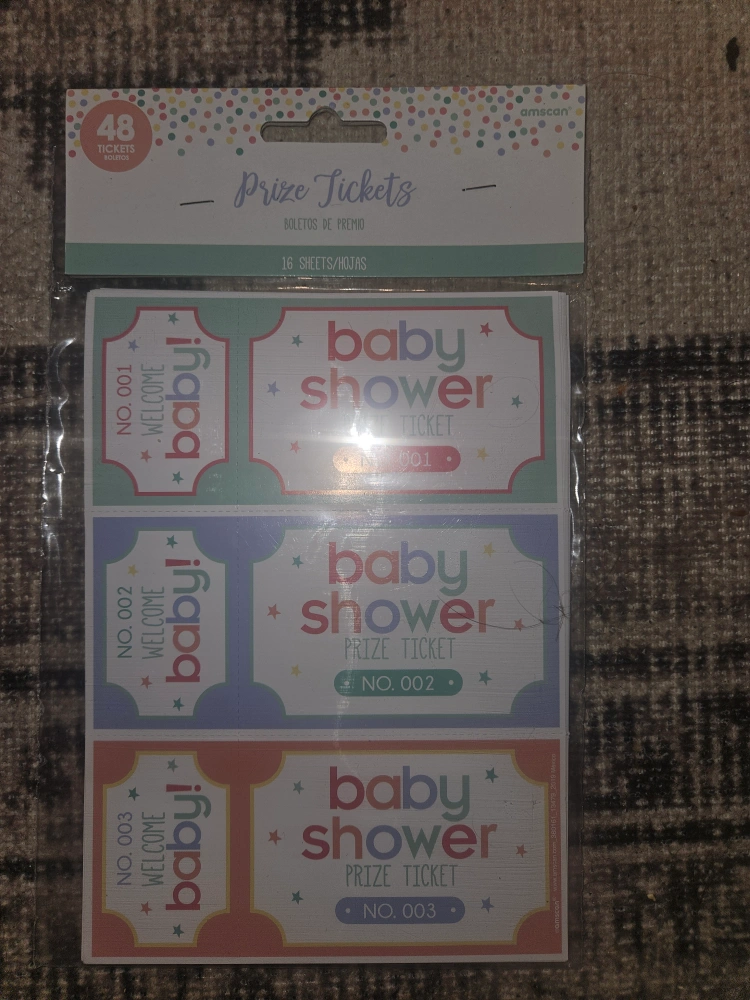 48
TICKETS
BOLETOS
amscan®
Prize Tickets
BOLETOS DE PREMIO
16 SHEETS/HOJAS
NO. 001
WELCOME
baby!
baby
shower
TICKET
001
NO. 002
WELCOME
baby!
baby
shower
PRIZE TICKET
NO. 002
NO. 003
WELCOME
baby!
baby
shower
PRIZE TICKET
NO. 003